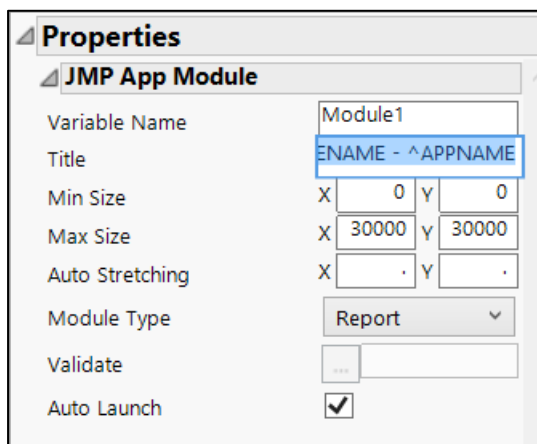 Properties
JMP App Module
Variable Name Module1
Title ENAME - ^APPNAME
Min Size X 0 Y 0
Max Size X 30000 Y 30000
Auto Stretching X . Y .
Module Type Report
Validate ...
Auto Launch